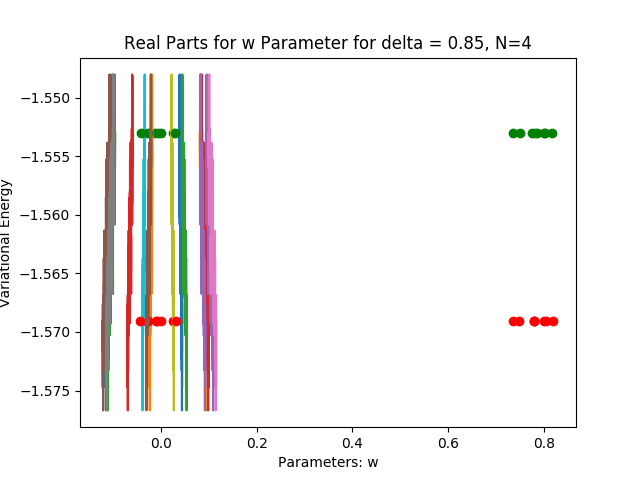 Real Parts for w Parameter for delta = 0.85, N=4
−1.550
−1.555
−1.560
−1.565
−1.570
−1.575
Variational Energy
0.0 0.2 0.4 0.6 0.8
Parameters: w